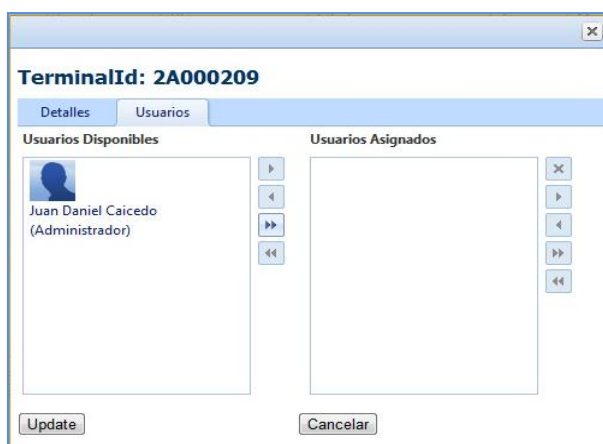 TerminalId: 2A000209
Detalles Usuarios
Usuarios Disponibles Usuarios Asignados
Juan Daniel Caicedo
(Administrador)
Update Cancelar